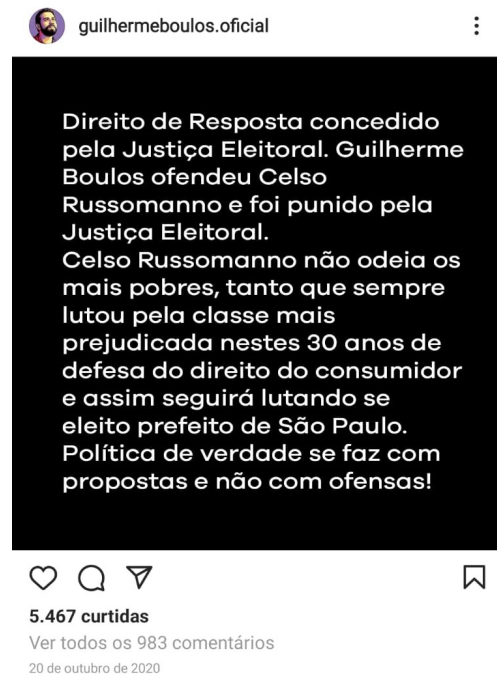 guilhermeboulos.oficial
Direito de Resposta concedido
pela Justiça Eleitoral. Guilherme
Boulos ofendeu Celso
Russomanno e foi punido pela
Justiça Eleitoral.
Celso Russomanno não odeia os
mais pobres, tanto que sempre
lutou pela classe mais
prejudicada nestes 30 anos de
defesa do direito do consumidor
e assim seguirá lutando se
eleito prefeito de São Paulo.
Política de verdade se faz com
propostas e não com ofensas!
5.467 curtidas
Ver todos os 983 comentários
20 de outubro de 2020